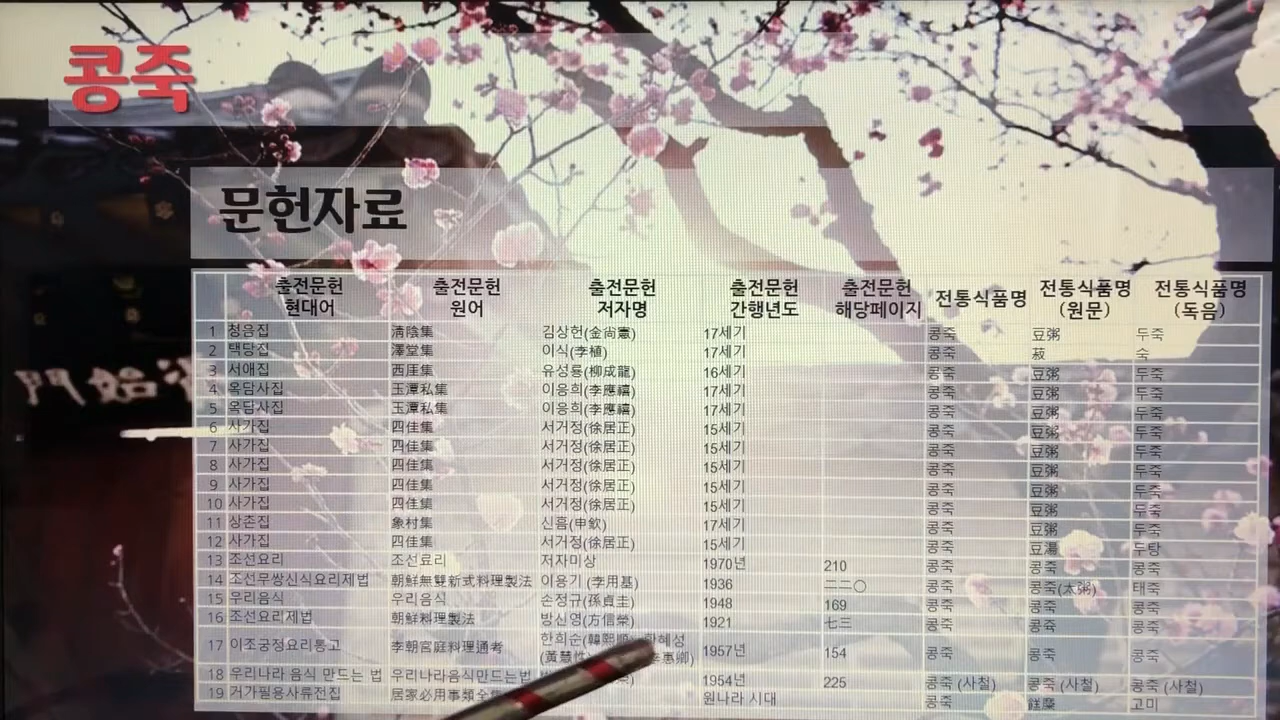 콩죽
문헌자료
출전문헌 현대어 출전문헌 원어 출전문헌 저자명 출전문헌 간행년도 출전문헌 해당페이지 전통식품명 전통식품명 (원문) 전통식품명 (독음)
1 청음집 清陰集 김상헌(金尙憲) 17세기 콩죽 豆粥 두죽
2 택당집 澤堂集 이식(李植) 17세기 콩죽 菽 숙
3 서애집 西厓集 유성룡(柳成龍) 16세기 콩죽 豆粥 두죽
4 옥담사집 玉潭私集 이응희(李應禧) 17세기 콩죽 豆粥 두죽
5 옥담사집 玉潭私集 이응희(李應禧) 17세기 콩죽 豆粥 두죽
6 사가집 四佳集 서거정(徐居正) 15세기 콩죽 豆粥 두죽
7 사가집 四佳集 서거정(徐居正) 15세기 콩죽 豆粥 두죽
8 사가집 四佳集 서거정(徐居正) 15세기 콩죽 豆粥 두죽
9 사가집 四佳集 서거정(徐居正) 15세기 콩죽 豆粥 두죽
10 사가집 四佳集 서거정(徐居正) 15세기 콩죽 豆粥 두죽
11 상촌집 象村集 신흠(申欽) 17세기 콩죽 豆粥 두죽
12 사가집 四佳集 서거정(徐居正) 15세기 콩죽 豆湯 두탕
13 조선요리 조선료리 저자미상 1970년 210 콩죽 콩죽 콩죽
14 조선무쌍신식요리제법 朝鮮無雙新式料理製法 이용기 (李用基) 1936 二二〇 콩죽 콩죽(太粥) 태죽
15 우리음식 우리음식 손정규(孫貞圭) 1948 169 콩죽 콩죽 콩죽
16 조선요리제법 朝鮮料理製法 방신영(方信榮) 1921 七三 콩죽 콩쥭 콩죽
17 이조궁정요리통고 李朝宮庭料理通考 한희순(韓熙順 황혜성 (黃慧性 1957년 154 콩죽 콩죽 콩죽
18 우리나라 음식 만드는 법 우리나라음식만드는법 1954년 225 콩죽 (사철) 콩죽 (사철) 콩죽 (사철)
19 거가필용사류전집 居家必用事類全集 원나라 시대 콩죽 고미